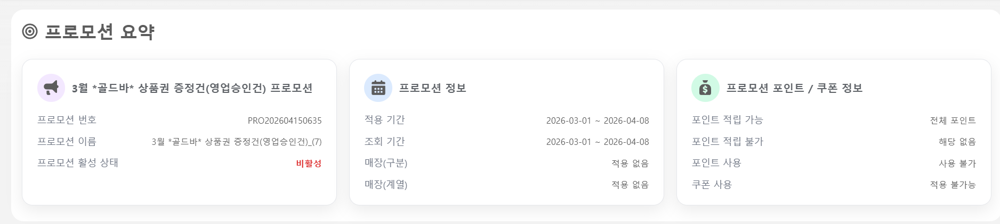 프로모션 요약
3월 *골드바* 상품권 증정건(영업승인건) 프로모션
프로모션 번호 PRO202604150635
프로모션 이름 3월 *골드바* 상품권 증정건(영업승인건)_(7)
프로모션 활성 상태 비활성
프로모션 정보
적용 기간 2026-03-01 ~ 2026-04-08
조회 기간 2026-03-01 ~ 2026-04-08
매장(구분) 적용 없음
매장(계열) 적용 없음
프로모션 포인트 / 쿠폰 정보
포인트 적립 가능 전체 포인트
포인트 적립 불가 해당 없음
포인트 사용 사용 불가
쿠폰 사용 적용 불가능